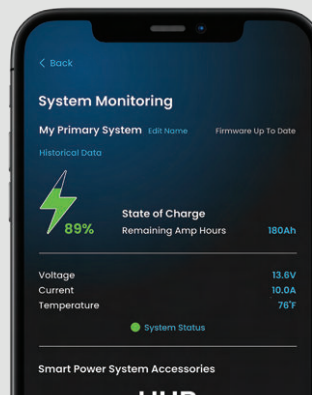 Back
System Monitoring
My Primary System Edit Name Firmware Up To Date
Historical Data
89%
State of Charge
Remaining Amp Hours 180Ah
Voltage 13.6V
Current 10.0A
Temperature 76°F
System Status
Smart Power System Accessories
HUB